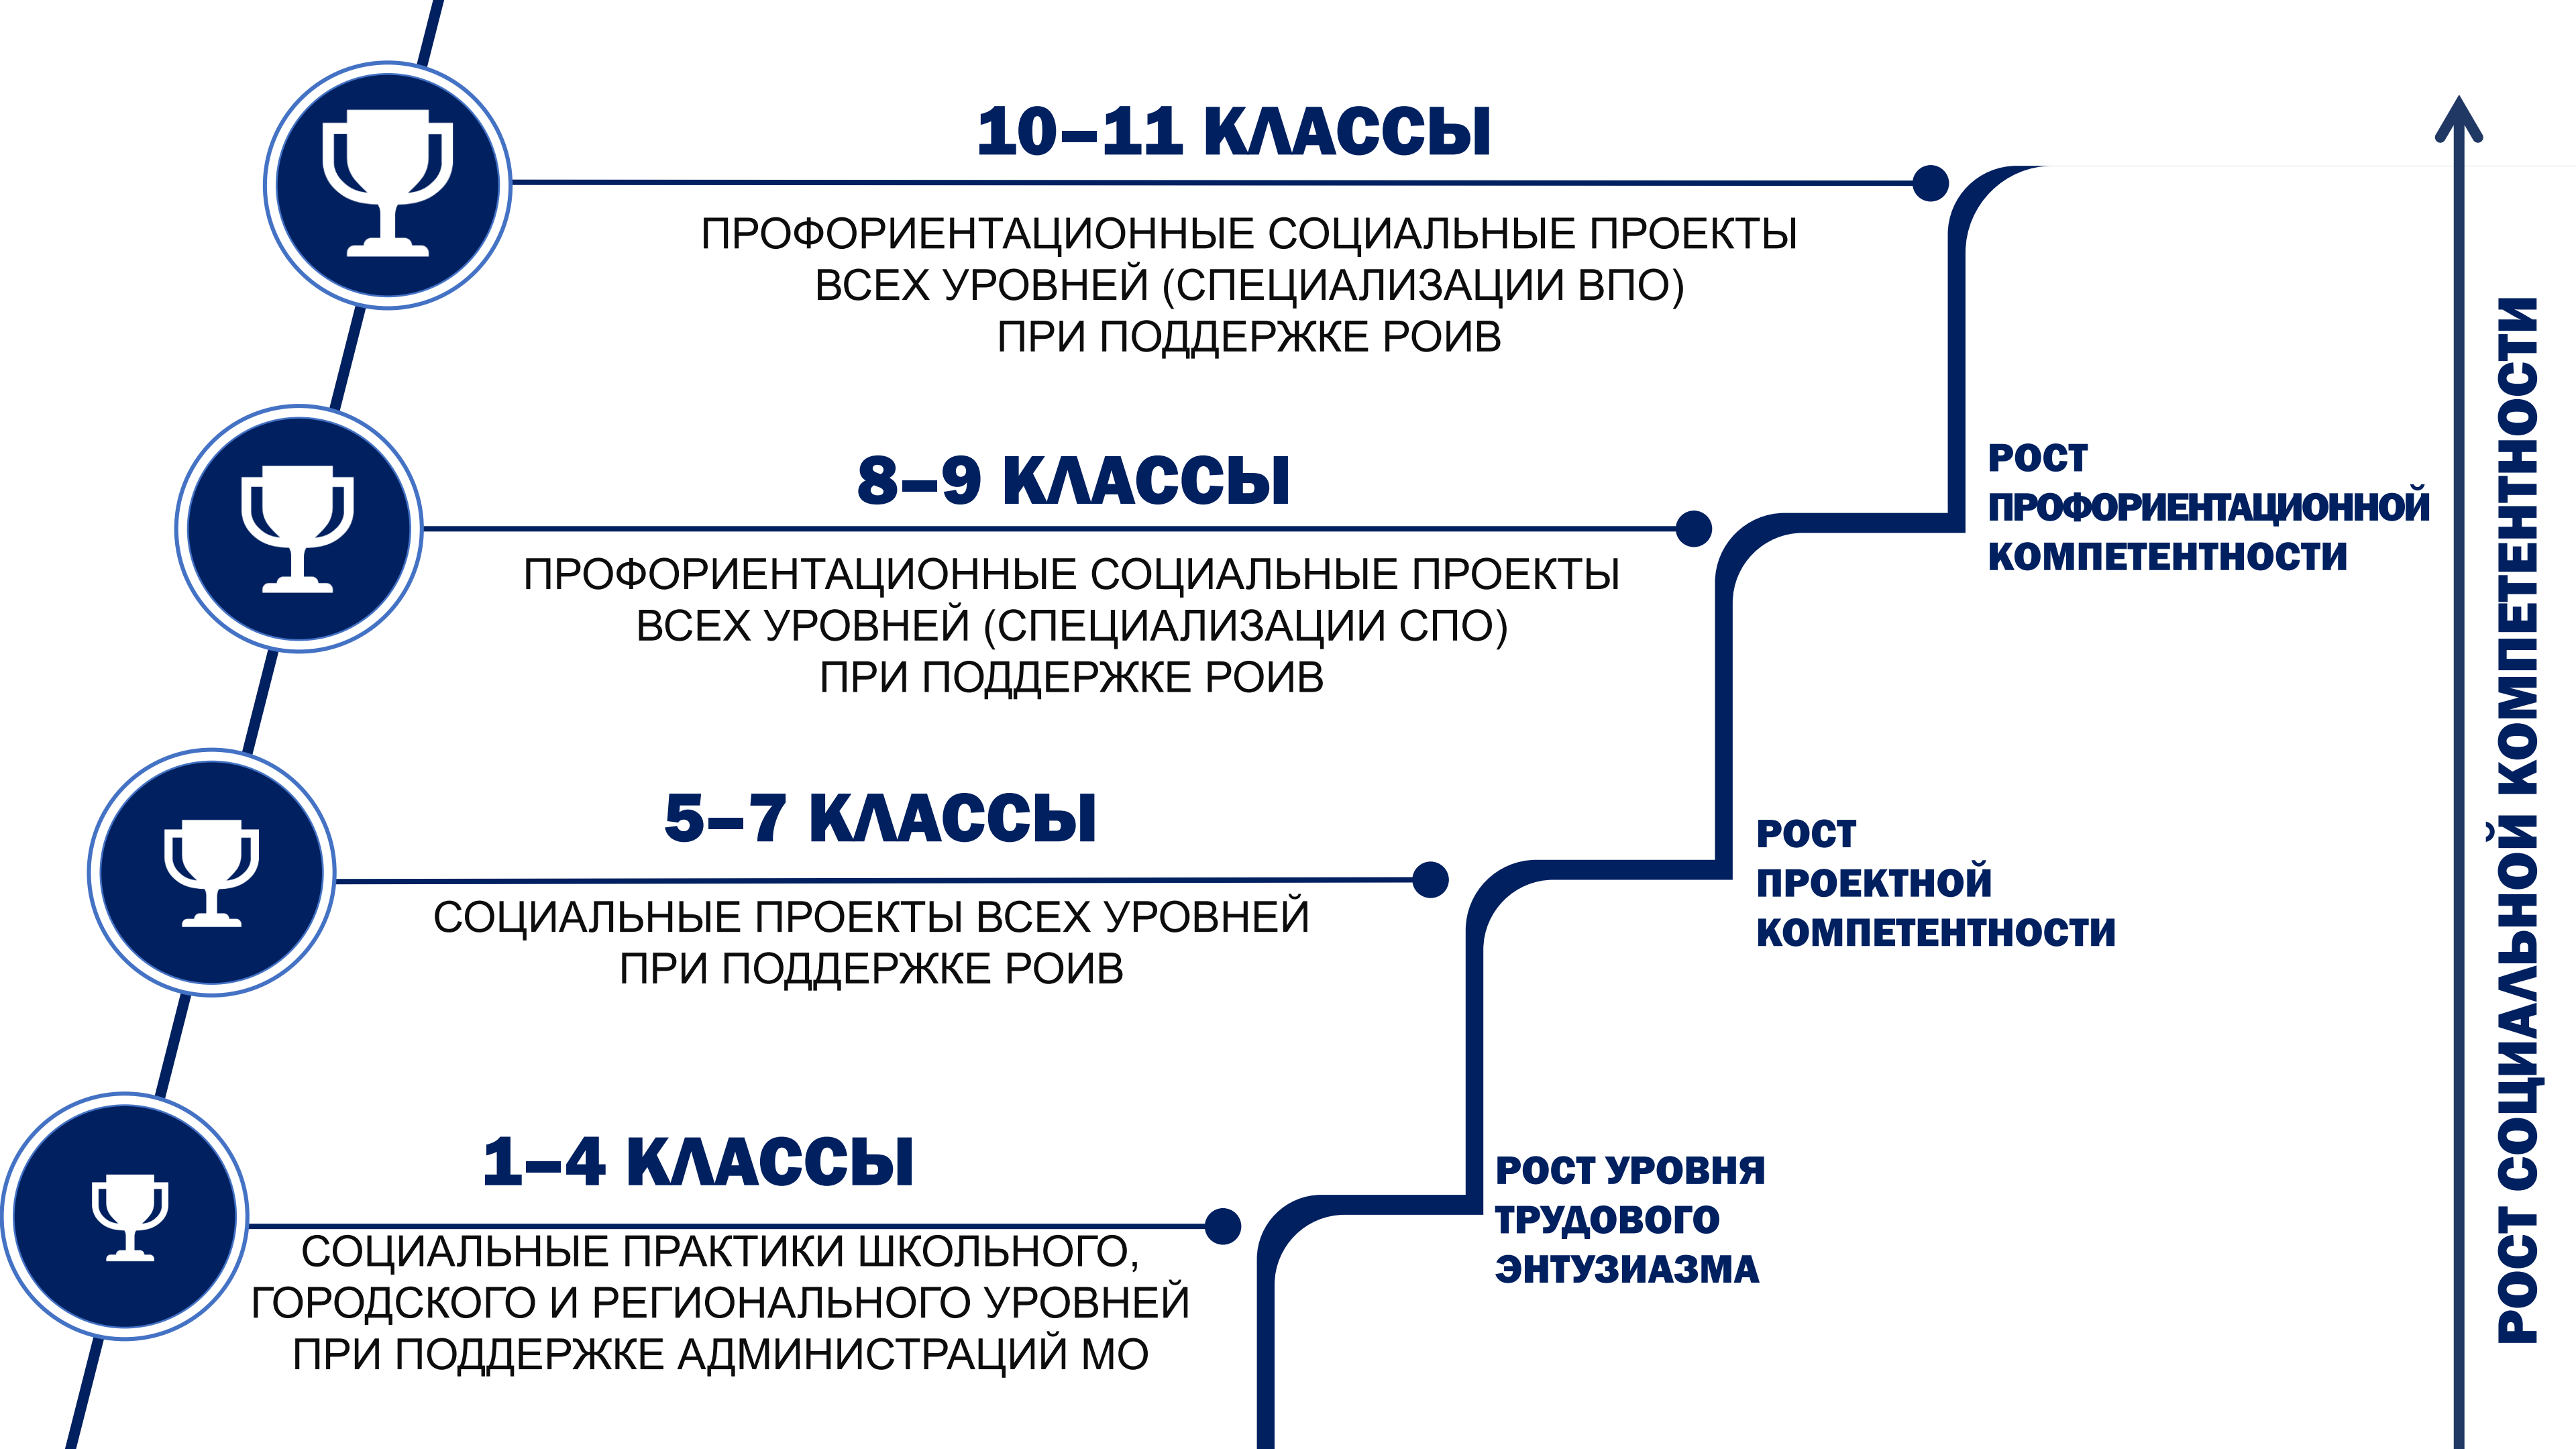 10–11 КЛАССЫ
ПРОФОРИЕНТАЦИОННЫЕ СОЦИАЛЬНЫЕ ПРОЕКТЫ
ВСЕХ УРОВНЕЙ (СПЕЦИАЛИЗАЦИИ ВПО)
ПРИ ПОДДЕРЖКЕ РОИВ
8–9 КЛАССЫ
ПРОФОРИЕНТАЦИОННЫЕ СОЦИАЛЬНЫЕ ПРОЕКТЫ
ВСЕХ УРОВНЕЙ (СПЕЦИАЛИЗАЦИИ СПО)
ПРИ ПОДДЕРЖКЕ РОИВ
РОСТ
ПРОФОРИЕНТАЦИОННОЙ
КОМПЕТЕНТНОСТИ
5–7 КЛАССЫ
СОЦИАЛЬНЫЕ ПРОЕКТЫ ВСЕХ УРОВНЕЙ
ПРИ ПОДДЕРЖКЕ РОИВ
РОСТ
ПРОЕКТНОЙ
КОМПЕТЕНТНОСТИ
1–4 КЛАССЫ
СОЦИАЛЬНЫЕ ПРАКТИКИ ШКОЛЬНОГО,
ГОРОДСКОГО И РЕГИОНАЛЬНОГО УРОВНЕЙ
ПРИ ПОДДЕРЖКЕ АДМИНИСТРАЦИЙ МО
РОСТ УРОВНЯ
ТРУДОВОГО
ЭНТУЗИАЗМА
РОСТ СОЦИАЛЬНОЙ КОМПЕТЕНТНОСТИ